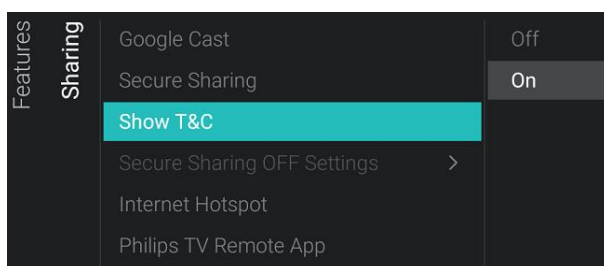 Features
Sharing
Google Cast
Secure Sharing
Show T&C
Secure Sharing OFF Settings >
Internet Hotspot
Philips TV Remote App
Off
On